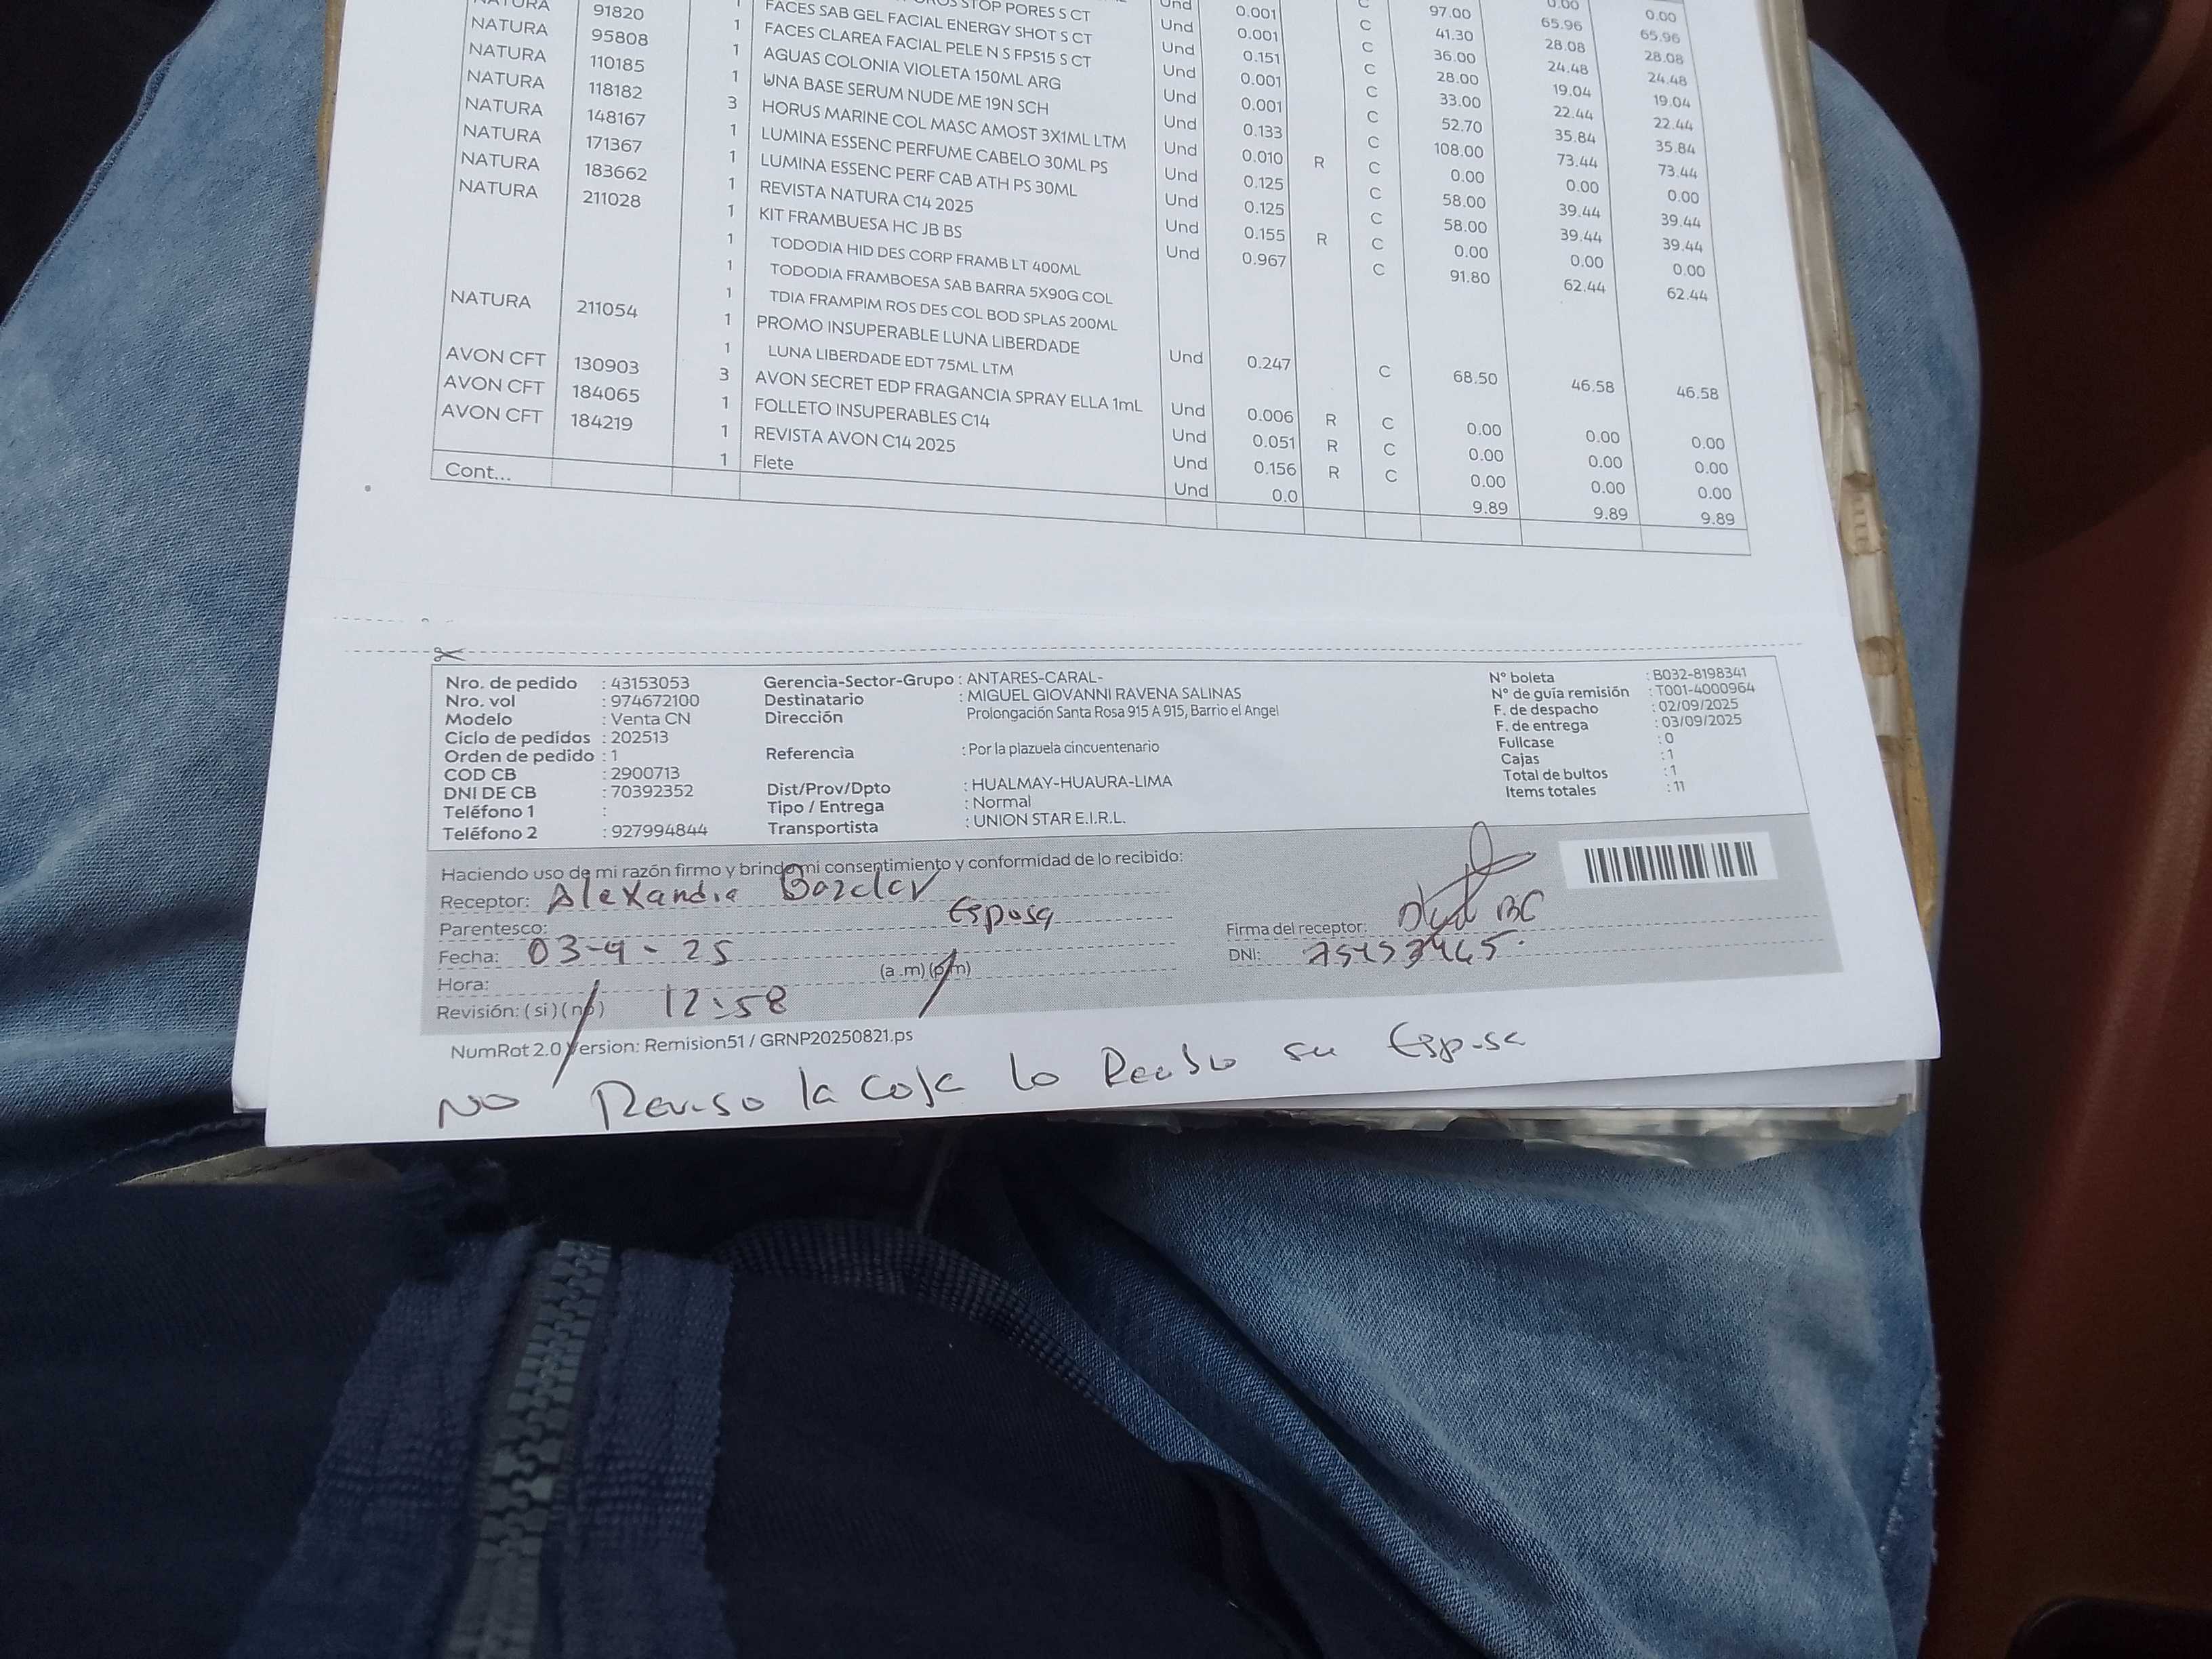 STOP PORES S CT Und 0.001 C 97.00 0.00 0.00
NATURA 91820 1 FACES SAB GEL FACIAL ENERGY SHOT S CT Und 0.001 C 41.30 65.96 65.96
NATURA 95808 1 FACES CLAREA FACIAL PELE N S FPS15 S CT Und 0.151 C 36.00 28.08 28.08
NATURA 110185 1 AGUAS COLONIA VIOLETA 150ML ARG Und 0.001 C 28.00 24.48 24.48
NATURA 118182 1 UNA BASE SERUM NUDE ME 19N SCH Und 0.001 C 33.00 19.04 19.04
NATURA 148167 3 HORUS MARINE COL MASC AMOST 3X1ML LTM Und 0.133 C 52.70 22.44 22.44
NATURA 171367 1 LUMINA ESSENC PERFUME CABELO 30ML PS Und 0.010 R C 108.00 35.84 35.84
NATURA 183662 1 LUMINA ESSENC PERF CAB ATH PS 30ML Und 0.125 C 0.00 73.44 73.44
NATURA 211028 1 REVISTA NATURA C14 2025 Und 0.125 C 58.00 0.00 0.00
1 KIT FRAMBUESA HC JB BS Und 0.155 R C 58.00 39.44 39.44
1 TODODIA HID DES CORP FRAMB LT 400ML Und 0.967 C 0.00 39.44 39.44
1 TODODIA FRAMBOESA SAB BARRA 5X90G COL 91.80 0.00 0.00
1 TDIA FRAMPIM ROS DES COL BOD SPLAS 200ML 62.44 62.44
NATURA 211054 1 PROMO INSUPERABLE LUNA LIBERDADE Und 0.247 C 68.50 46.58 46.58
1 LUNA LIBERDADE EDT 75ML LTM
AVON CFT 130903 3 AVON SECRET EDP FRAGANCIA SPRAY ELLA 1mL Und 0.006 R C 0.00 0.00 0.00
AVON CFT 184065 1 FOLLETO INSUPERABLES C14 Und 0.051 R C 0.00 0.00 0.00
AVON CFT 184219 1 REVISTA AVON C14 2025 Und 0.156 R C 0.00 0.00 0.00
1 Flete Und 0.0 9.89 9.89 9.89
Cont...
Nro. de pedido : 43153053 Gerencia-Sector-Grupo : ANTARES-CARAL- N° boleta : B032-8198341
Nro. vol : 974672100 Destinatario : MIGUEL GIOVANNI RAVENA SALINAS N° de guía remisión : T001-4000964
Modelo : Venta CN Dirección Prolongación Santa Rosa 915 A 915, Barrio el Angel F. de despacho : 02/09/2025
Ciclo de pedidos : 202513 F. de entrega : 03/09/2025
Orden de pedido : 1 Referencia : Por la plazuela cincuentenario Fullcase : 0
COD CB : 2900713 Cajas : 1
DNI DE CB : 70392352 Dist/Prov/Dpto : HUALMAY-HUAURA-LIMA Total de bultos : 1
Teléfono 1 : Tipo / Entrega : Normal Items totales : 11
Teléfono 2 : 927994844 Transportista : UNION STAR E.I.R.L.
Haciendo uso de mi razón firmo y brindo mi consentimiento y conformidad de lo recibido:
Receptor: Alexandra
Parentesco: Esposa Firma del receptor:
Fecha: 03-9-25 DNI:
Hora: (a.m)(p.m)
Revisión: (si)(no) 12:58
NumRot 2.0 Version: Remision51 / GRNP20250821.ps
NO Reviso la caja lo Recibio su Esposa